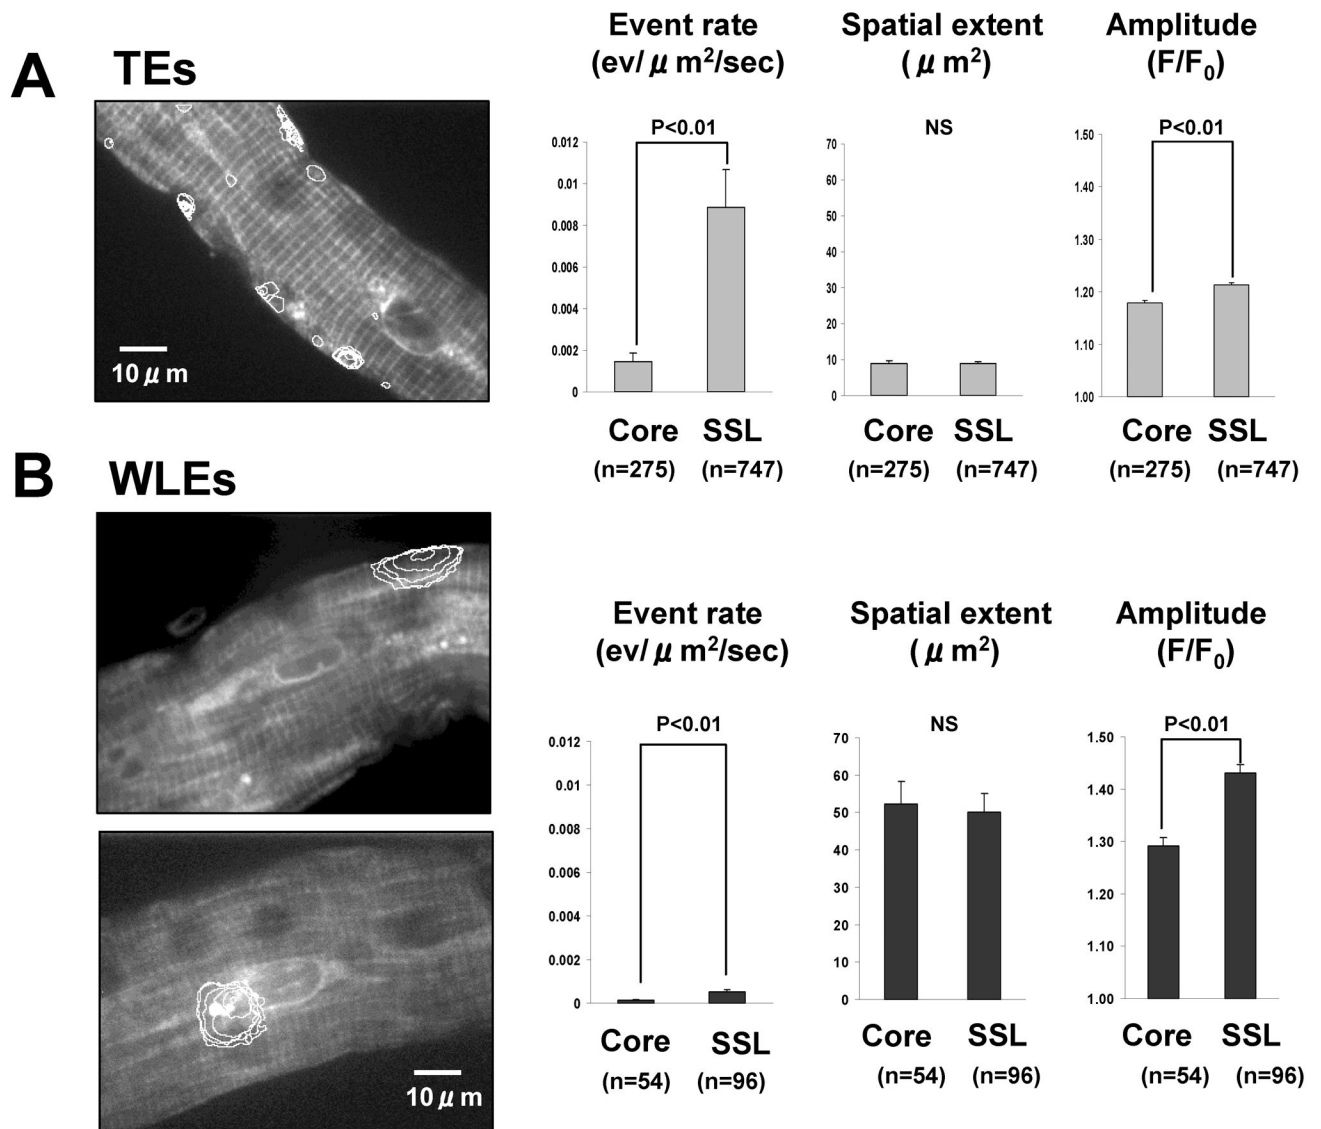 A
TEs
10 μ m
Event rate
(ev/ μ m²/sec)
P<0.01
0.012
0.01
0.008
0.006
0.004
0.002
0
Core SSL
(n=275) (n=747)
Spatial extent
( μ m²)
NS
70
60
50
40
30
20
10
0
Core SSL
(n=275) (n=747)
Amplitude
(F/F₀)
P<0.01
1.50
1.40
1.30
1.20
1.10
1.00
Core SSL
(n=275) (n=747)
B
WLEs
10 μ m
Event rate
(ev/ μ m²/sec)
P<0.01
0.012
0.01
0.008
0.006
0.004
0.002
0
Core SSL
(n=54) (n=96)
Spatial extent
( μ m²)
NS
70
60
50
40
30
20
10
0
Core SSL
(n=54) (n=96)
Amplitude
(F/F₀)
P<0.01
1.50
1.40
1.30
1.20
1.10
1.00
Core SSL
(n=54) (n=96)